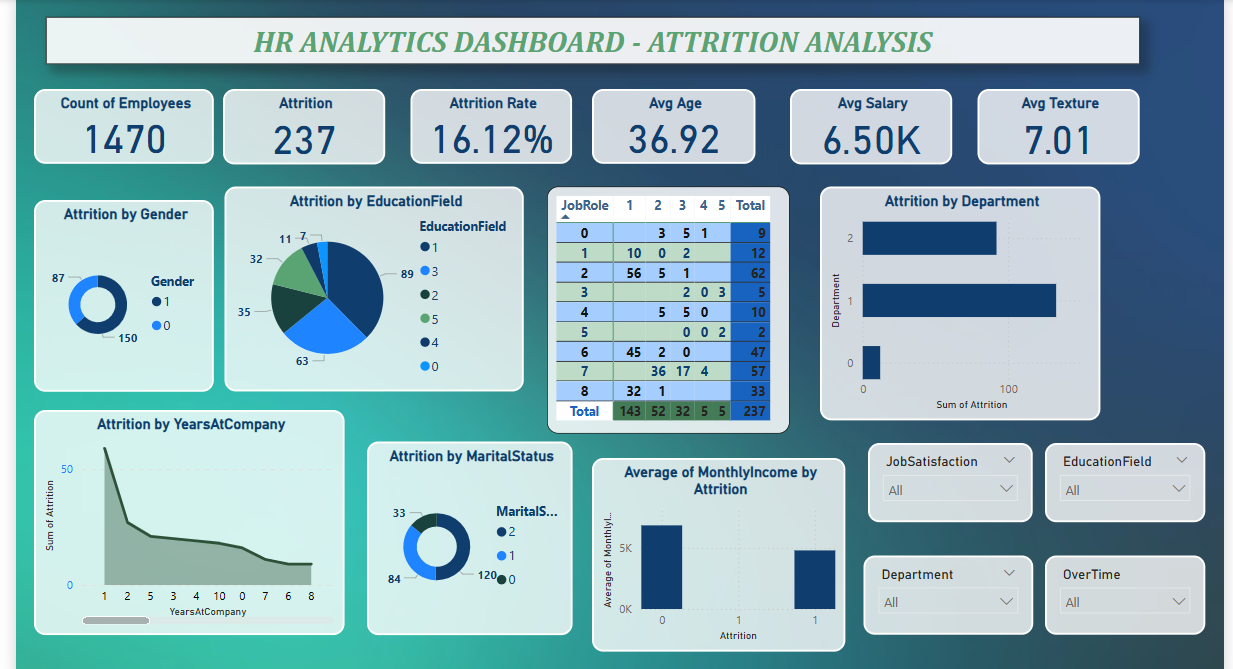 HR ANALYTICS DASHBOARD - ATTRITION ANALYSIS
Count of Employees
1470
Attrition
237
Attrition Rate
16.12%
Avg Age
36.92
Avg Salary
6.50K
Avg Texture
7.01
Attrition by Gender
87
150
Gender
1
0
Attrition by EducationField
11
7
32
89
35
63
EducationField
1
3
2
5
4
0
JobRole 1 2 3 4 5 Total
0 3 5 1 9
1 10 0 2 12
2 56 5 1 62
3 2 0 3 5
4 5 5 0 10
5 0 0 2 2
6 45 2 0 47
7 36 17 4 57
8 32 1 33
Total 143 52 32 5 5 237
Attrition by Department
Department
2
1
0
0 100
Sum of Attrition
Attrition by YearsAtCompany
Sum of Attrition
50
0
1 2 5 3 4 10 0 7 6 8
YearsAtCompany
Attrition by MaritalStatus
33
84
120
MaritalS...
2
1
0
Average of MonthlyIncome by
Attrition
Average of Monthlyl...
5K
0K
0 1 1
Attrition
JobSatisfaction
All
EducationField
All
Department
All
OverTime
All